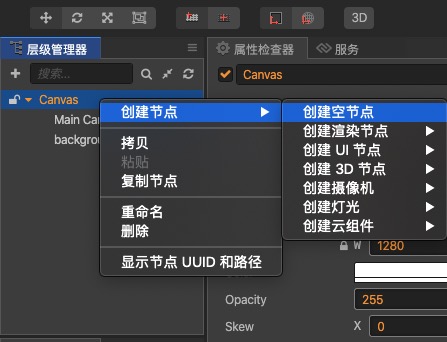 3D
层级管理器
属性检查器
服务
搜索...
Canvas
Canvas
Main Ca
backgrou
创建节点
拷贝
粘贴
复制节点
重命名
删除
显示节点 UUID 和路径
创建空节点
创建渲染节点
创建 UI 节点
创建 3D 节点
创建摄像机
创建灯光
创建云组件
W 1280
Opacity 255
Skew X 0